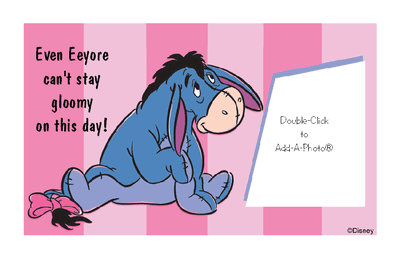 Even Eeyore
can't stay
gloomy
on this day!
Double-Click
to
Add-A-Photo!®
©Disney